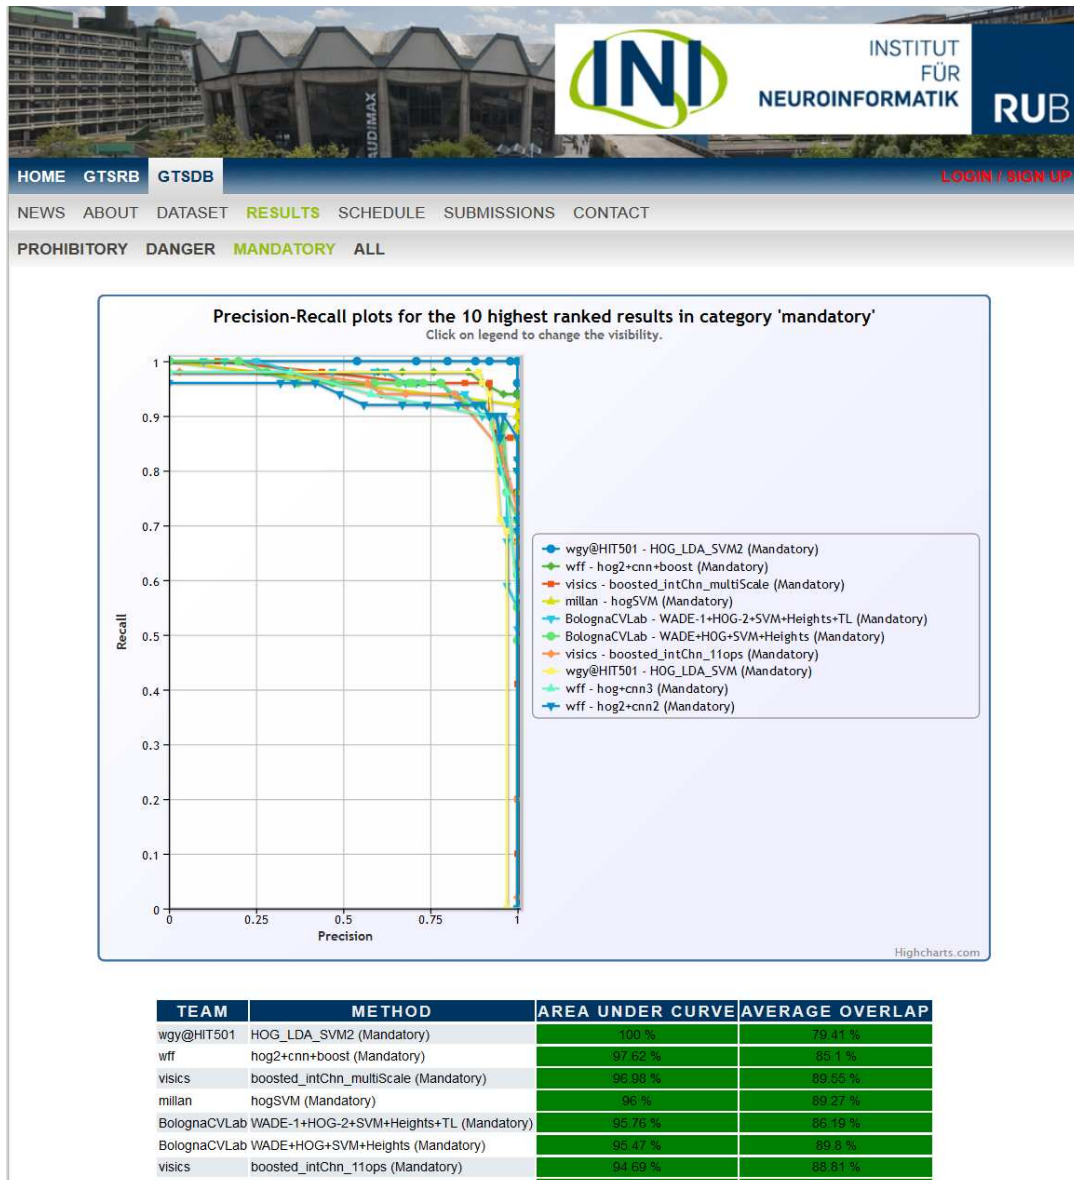 AUDIMAX
INI
INSTITUT
FÜR
NEUROINFORMATIK
RUB
HOME GTSRB GTSDB LOGIN / SIGN UP
NEWS ABOUT DATASET RESULTS SCHEDULE SUBMISSIONS CONTACT
PROHIBITORY DANGER MANDATORY ALL
Precision-Recall plots for the 10 highest ranked results in category 'mandatory'
Click on legend to change the visibility.
1
0.9
0.8
0.7
0.6
0.5
0.4
0.3
0.2
0.1
0
Recall
0 0.25 0.5 0.75 1
Precision
wgy@HIT501 - HOG_LDA_SVM2 (Mandatory)
wff - hog2+cnn+boost (Mandatory)
visics - boosted_intChn_multiScale (Mandatory)
millan - hogSVM (Mandatory)
BolognaCVLab - WADE-1+HOG-2+SVM+Heights+TL (Mandatory)
BolognaCVLab - WADE+HOG+SVM+Heights (Mandatory)
visics - boosted_intChn_11ops (Mandatory)
wgy@HIT501 - HOG_LDA_SVM (Mandatory)
wff - hog+cnn3 (Mandatory)
wff - hog2+cnn2 (Mandatory)
Highcharts.com
TEAM METHOD AREA UNDER CURVE AVERAGE OVERLAP
wgy@HIT501 HOG_LDA_SVM2 (Mandatory) 100 % 79.41 %
wff hog2+cnn+boost (Mandatory) 97.62 % 85.1 %
visics boosted_intChn_multiScale (Mandatory) 96.98 % 89.55 %
millan hogSVM (Mandatory) 96 % 89.27 %
BolognaCVLab WADE-1+HOG-2+SVM+Heights+TL (Mandatory) 95.76 % 86.19 %
BolognaCVLab WADE+HOG+SVM+Heights (Mandatory) 95.47 % 89.8 %
visics boosted_intChn_11ops (Mandatory) 94.69 % 88.81 %